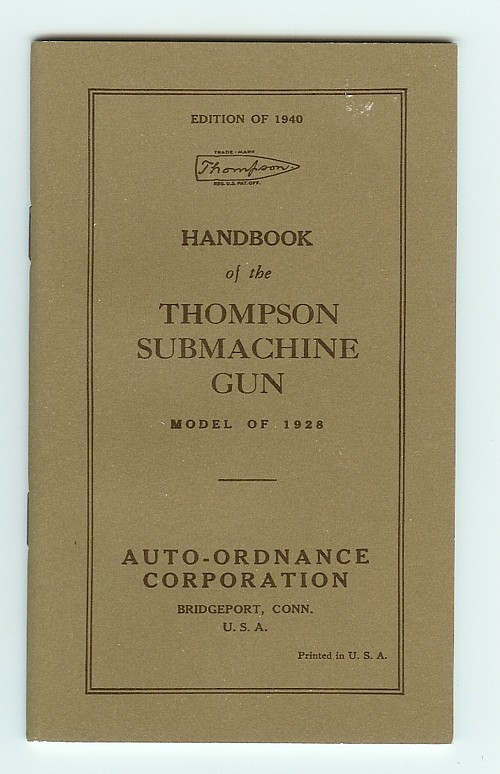 EDITION OF 1940
TRADE-MARK
Thompson
REG. U.S. PAT. OFF.
HANDBOOK
of the
THOMPSON
SUBMACHINE
GUN
MODEL OF 1928
AUTO-ORDNANCE
CORPORATION
BRIDGEPORT, CONN.
U. S. A.
Printed in U. S. A.